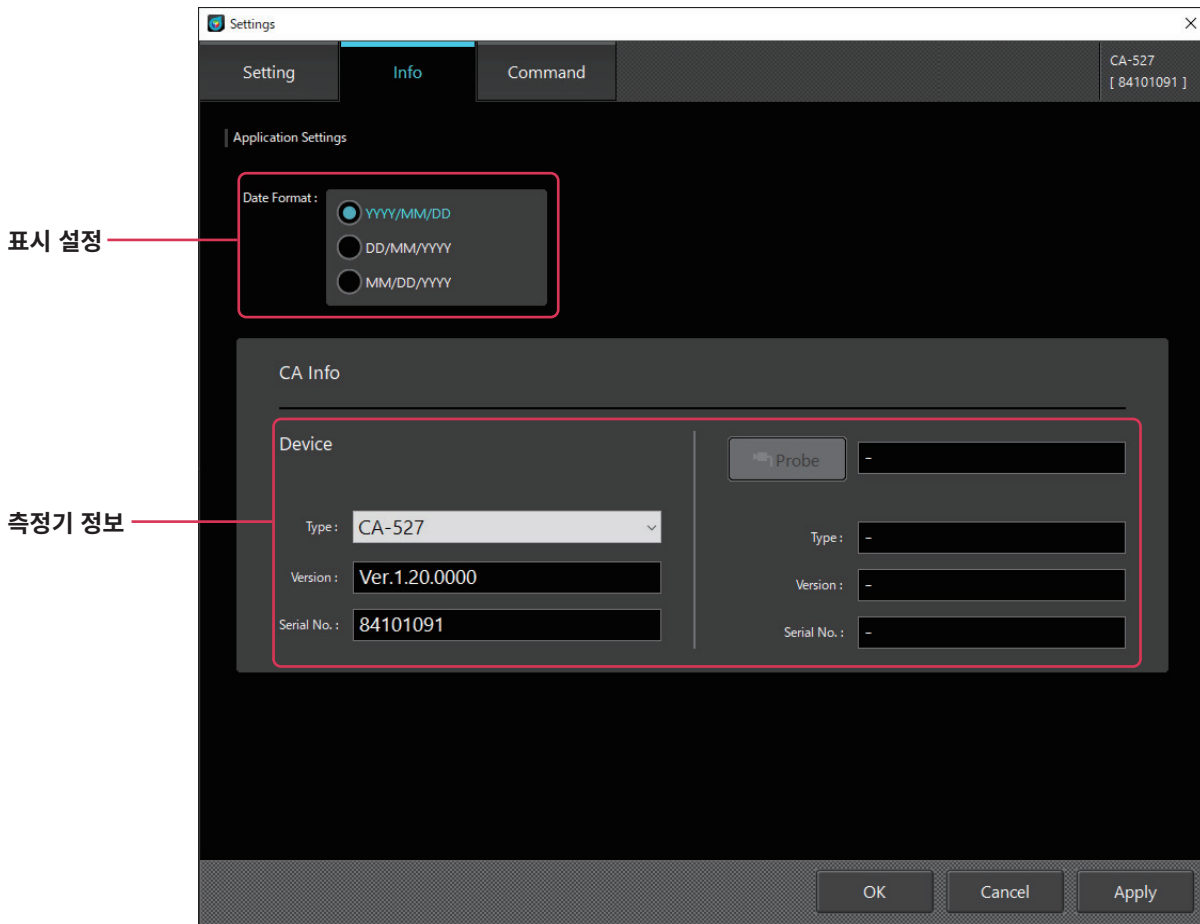 Settings
Setting
Info
Command
CA-527
[ 84101091 ]
Application Settings
표시 설정
Date Format :
YYYY/MM/DD
DD/MM/YYYY
MM/DD/YYYY
CA Info
측정기 정보
Device
Type :
CA-527
Version :
Ver.1.20.0000
Serial No. :
84101091
Probe
-
Type :
-
Version :
-
Serial No. :
-
OK
Cancel
Apply